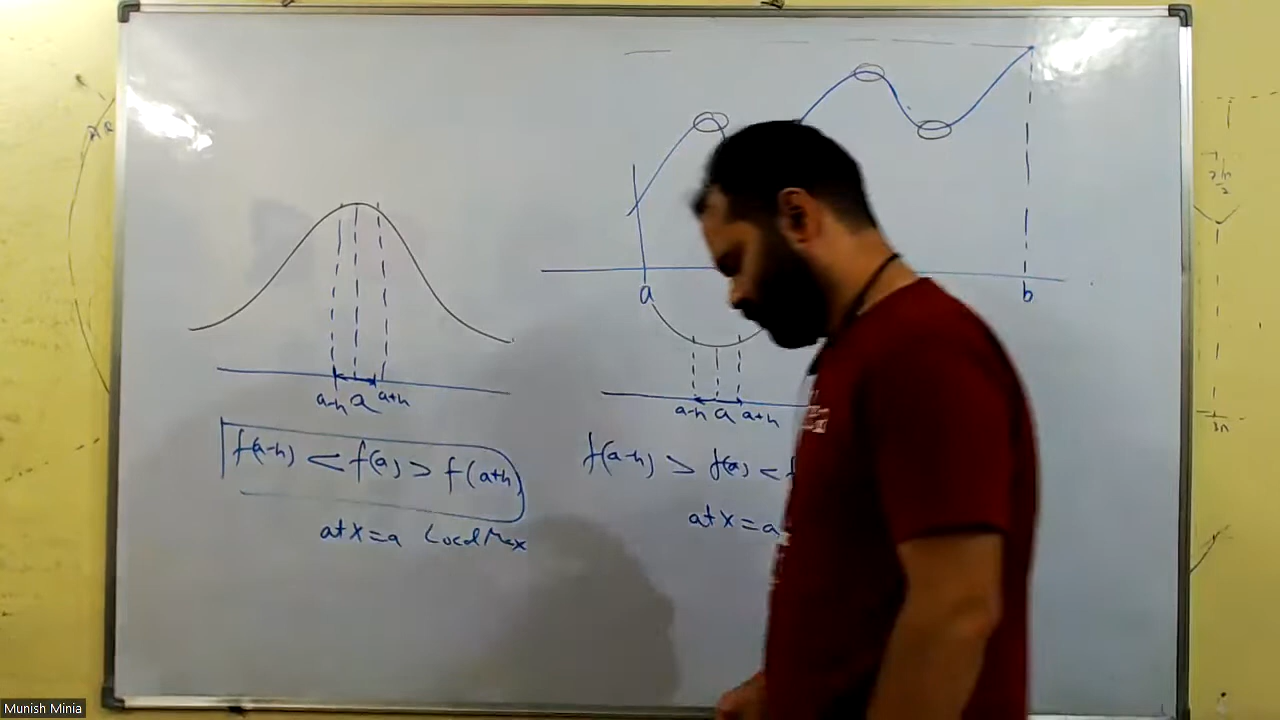 a b
a-h a a+h
f(a-h) < f(a) > f(a+h)
at x=a Local Max
a-h a a+h
f(a-h) > f(a) < f
at x=a
Munish Minia